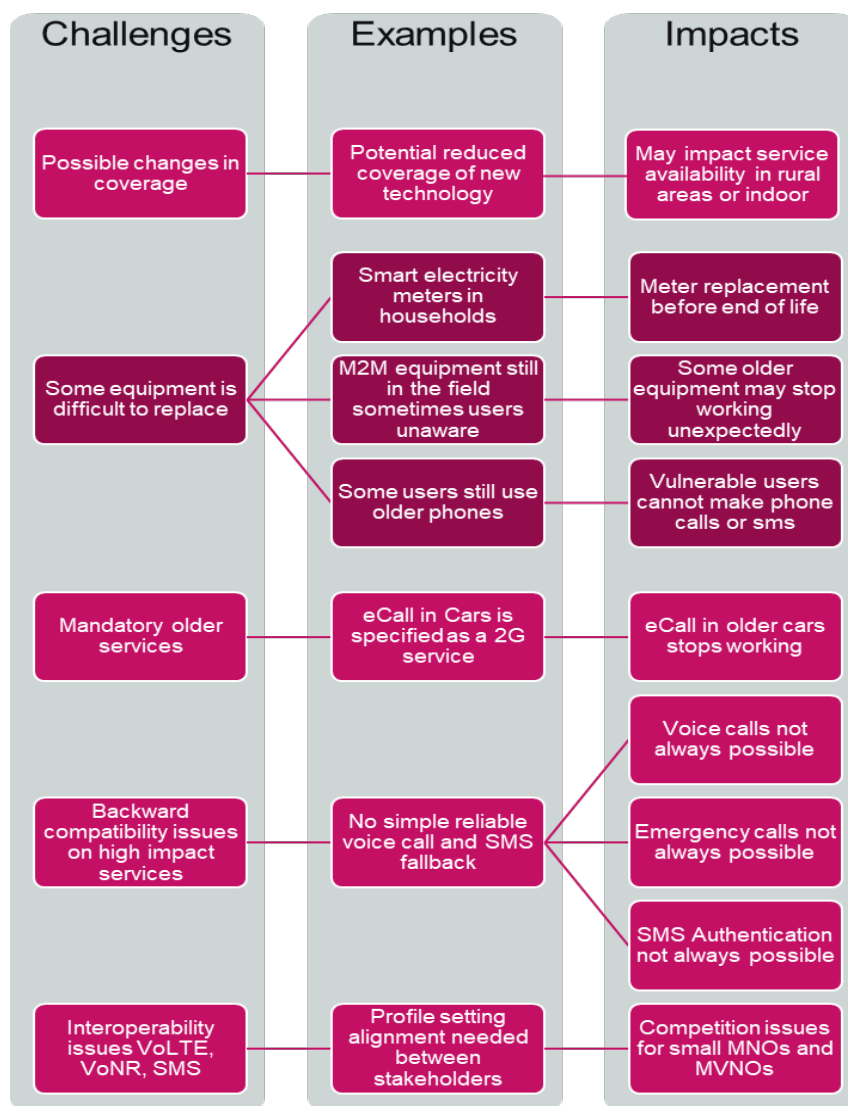 Challenges
Examples
Impacts
Possible changes in
coverage
Potential reduced
coverage of new
technology
May impact service
availability in rural
areas or indoor
Some equipment is
difficult to replace
Smart electricity
meters in
households
Meter replacement
before end of life
M2M equipment still
in the field
sometimes users
unaware
Some older
equipment may stop
working
unexpectedly
Some users still use
older phones
Vulnerable users
cannot make phone
calls or sms
Mandatory older
services
eCall in Cars is
specified as a 2G
service
eCall in older cars
stops working
Backward
compatibility issues
on high impact
services
No simple reliable
voice call and SMS
fallback
Voice calls not
always possible
Emergency calls not
always possible
SMS Authentication
not always possible
Interoperability
issues VoLTE,
VoNR, SMS
Profile setting
alignment needed
between
stakeholders
Competition issues
for small MNOs and
MVNOs